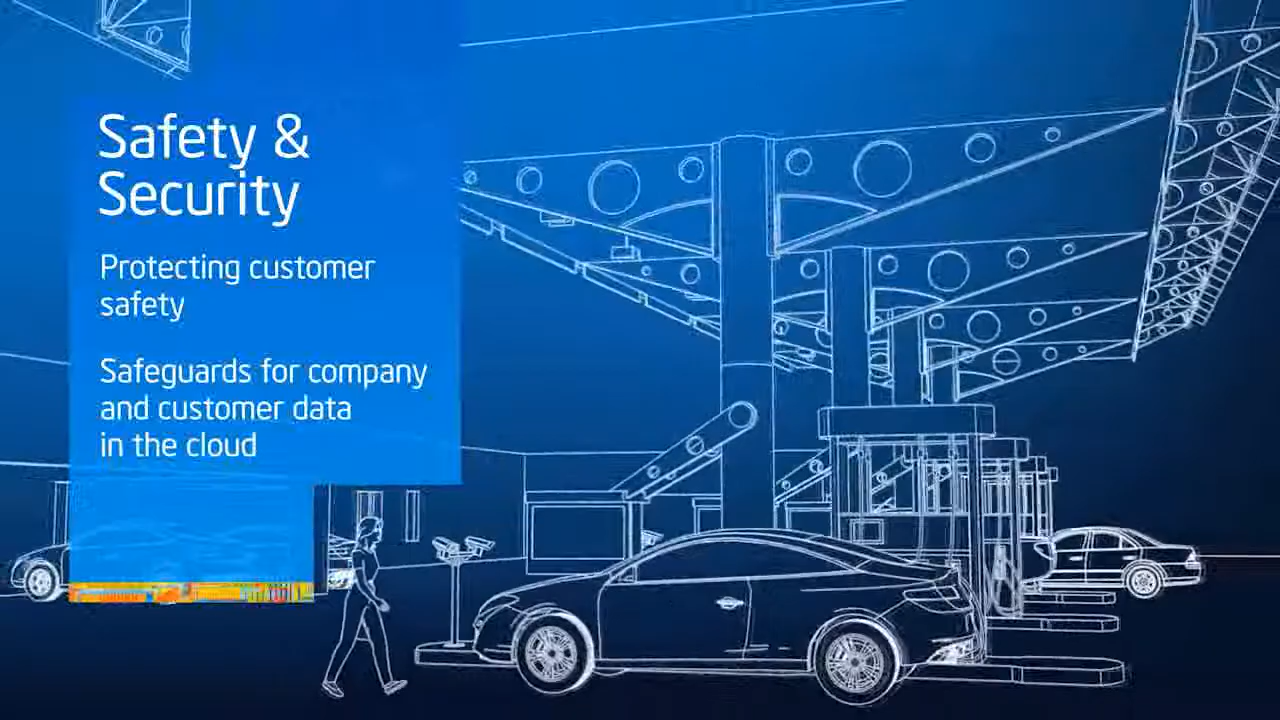 Safety &
Security
Protecting customer
safety
Safeguards for company
and customer data
in the cloud